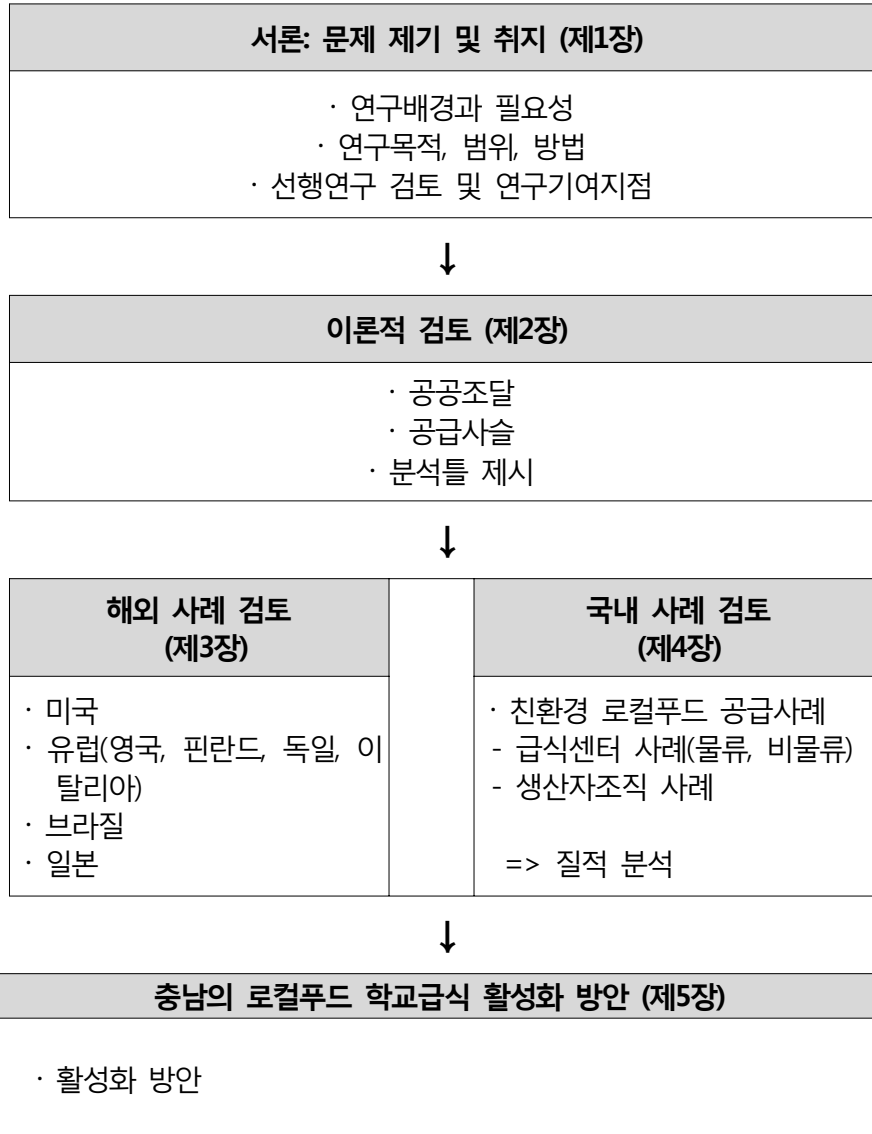 서론: 문제 제기 및 취지 (제1장)
· 연구배경과 필요성
· 연구목적, 범위, 방법
· 선행연구 검토 및 연구기여지점
↓
이론적 검토 (제2장)
· 공공조달
· 공급사슬
· 분석틀 제시
↓
해외 사례 검토
(제3장)
· 미국
· 유럽(영국, 핀란드, 독일, 이
탈리아)
· 브라질
· 일본
국내 사례 검토
(제4장)
· 친환경 로컬푸드 공급사례
- 급식센터 사례(물류, 비물류)
- 생산자조직 사례
=> 질적 분석
↓
충남의 로컬푸드 학교급식 활성화 방안 (제5장)
· 활성화 방안